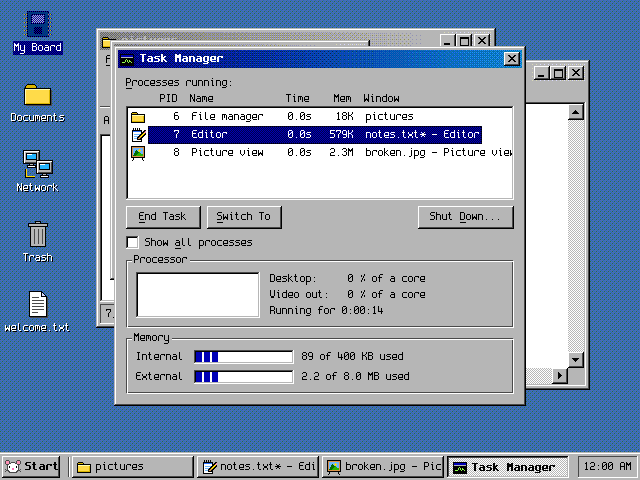 My Board
Documents
Network
Trash
welcome.txt
pictures
Task Manager
Processes running:
PID Name Time Mem Window
6 File manager 0.0s 18K pictures
7 Editor 0.0s 579K notes.txt* - Editor
8 Picture view 0.0s 2.3M broken.jpg - Picture view
End Task Switch To Shut Down...
Show all processes
Processor
Desktop: 0 % of a core
Video out: 0 % of a core
Running for 0:00:14
Memory
Internal 89 of 400 KB used
External 2.2 of 8.0 MB used
Start pictures notes.txt* - Edi broken.jpg - Pic Task Manager 12:00 AM